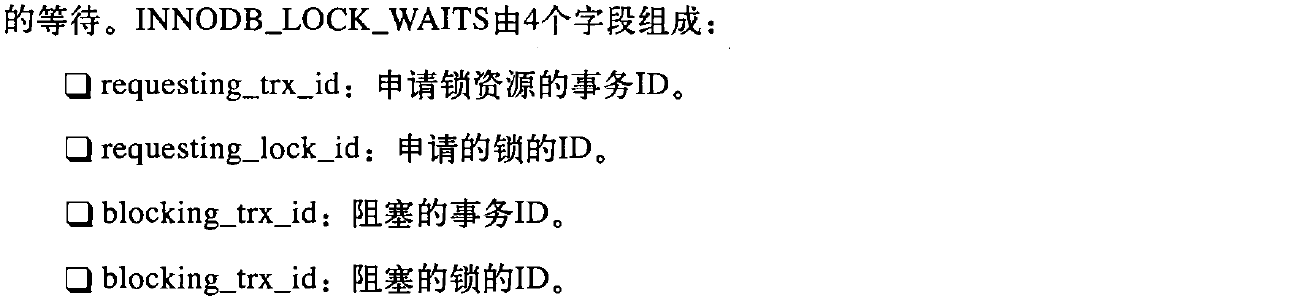 的等待。INNODB_LOCK_WAITS由4个字段组成：
❑ requesting_trx_id：申请锁资源的事务ID。
❑ requesting_lock_id：申请的锁的ID。
❑ blocking_trx_id：阻塞的事务ID。
❑ blocking_trx_id：阻塞的锁的ID。